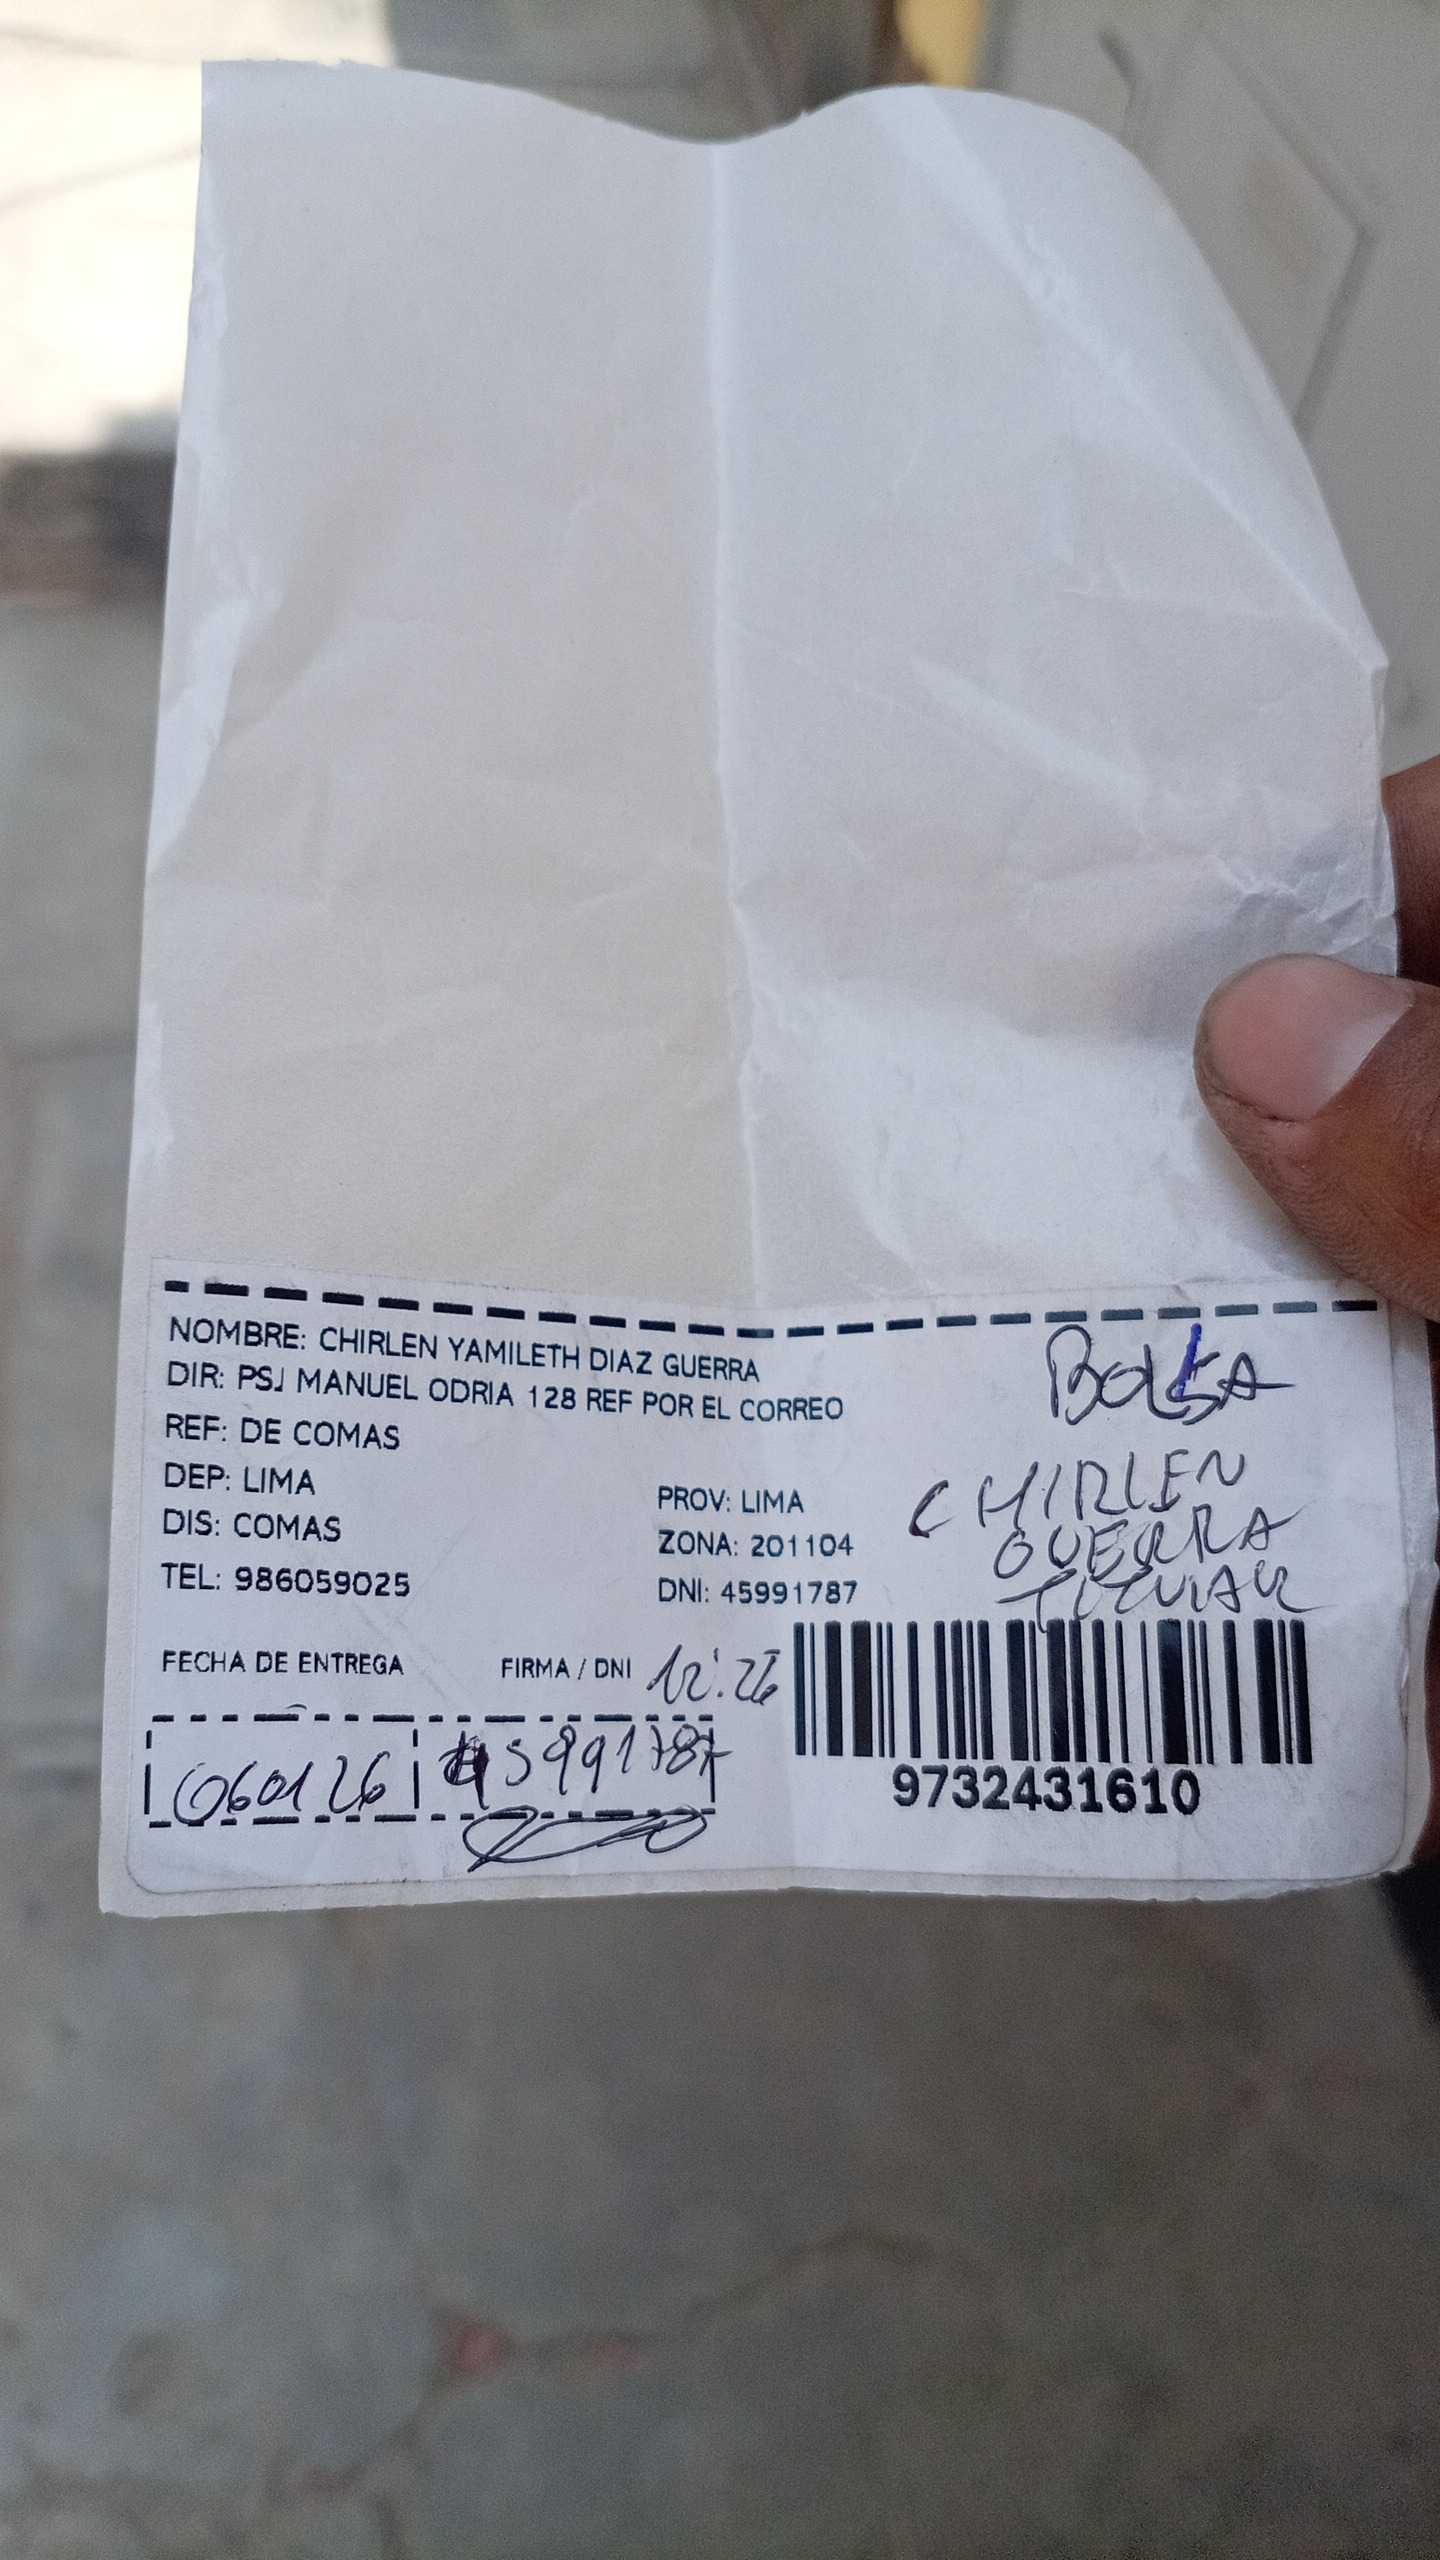 NOMBRE: CHIRLEN YAMILETH DIAZ GUERRA
DIR: PSJ MANUEL ODRIA 128 REF POR EL CORREO
REF: DE COMAS
DEP: LIMA
PROV: LIMA
DIS: COMAS
ZONA: 201104
TEL: 986059025
DNI: 45991787
BOLSA
CHIRLEN
GUERRA
TITULAR
FECHA DE ENTREGA
FIRMA / DNI
12:26
060126
45991787
9732431610